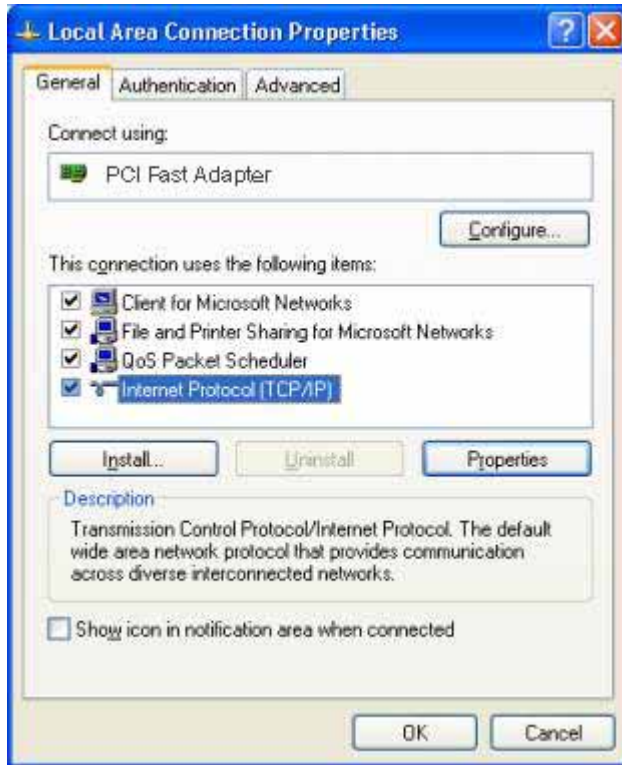 Local Area Connection Properties
General Authentication Advanced
Connect using:
PCI Fast Adapter
Configure...
This connection uses the following items:
Client for Microsoft Networks
File and Printer Sharing for Microsoft Networks
QoS Packet Scheduler
Internet Protocol (TCP/IP)
Install... Uninstall Properties
Description
Transmission Control Protocol/Internet Protocol. The default
wide area network protocol that provides communication
across diverse interconnected networks.
Show icon in notification area when connected
OK Cancel